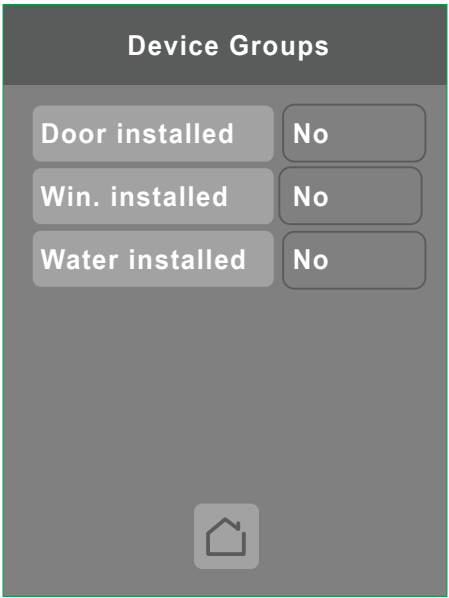 Device Groups
Door installed No
Win. installed No
Water installed No